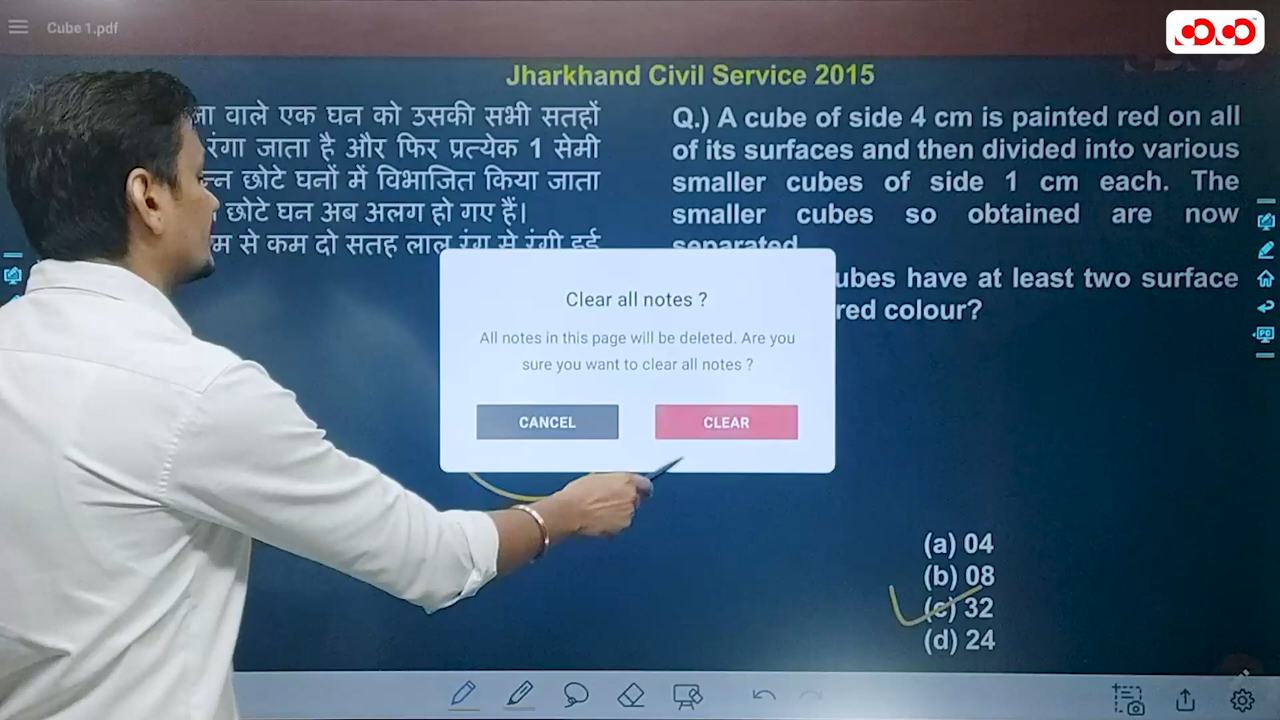 Cube 1.pdf
Jharkhand Civil Service 2015
वाले एक घन को उसकी सभी सतहों
रंगा जाता है और फिर प्रत्येक 1 सेमी
छोटे घनों में विभाजित किया जाता
छोटे घन अब अलग हो गए हैं।
से कम दो सतह लाल रंग से रंगी हुई
Q.) A cube of side 4 cm is painted red on all
of its surfaces and then divided into various
smaller cubes of side 1 cm each. The
smaller cubes so obtained are now
separated
have at least two surface
red colour?
Clear all notes ?
All notes in this page will be deleted. Are you
sure you want to clear all notes ?
CANCEL
CLEAR
(a) 04
(b) 08
(c) 32
(d) 24